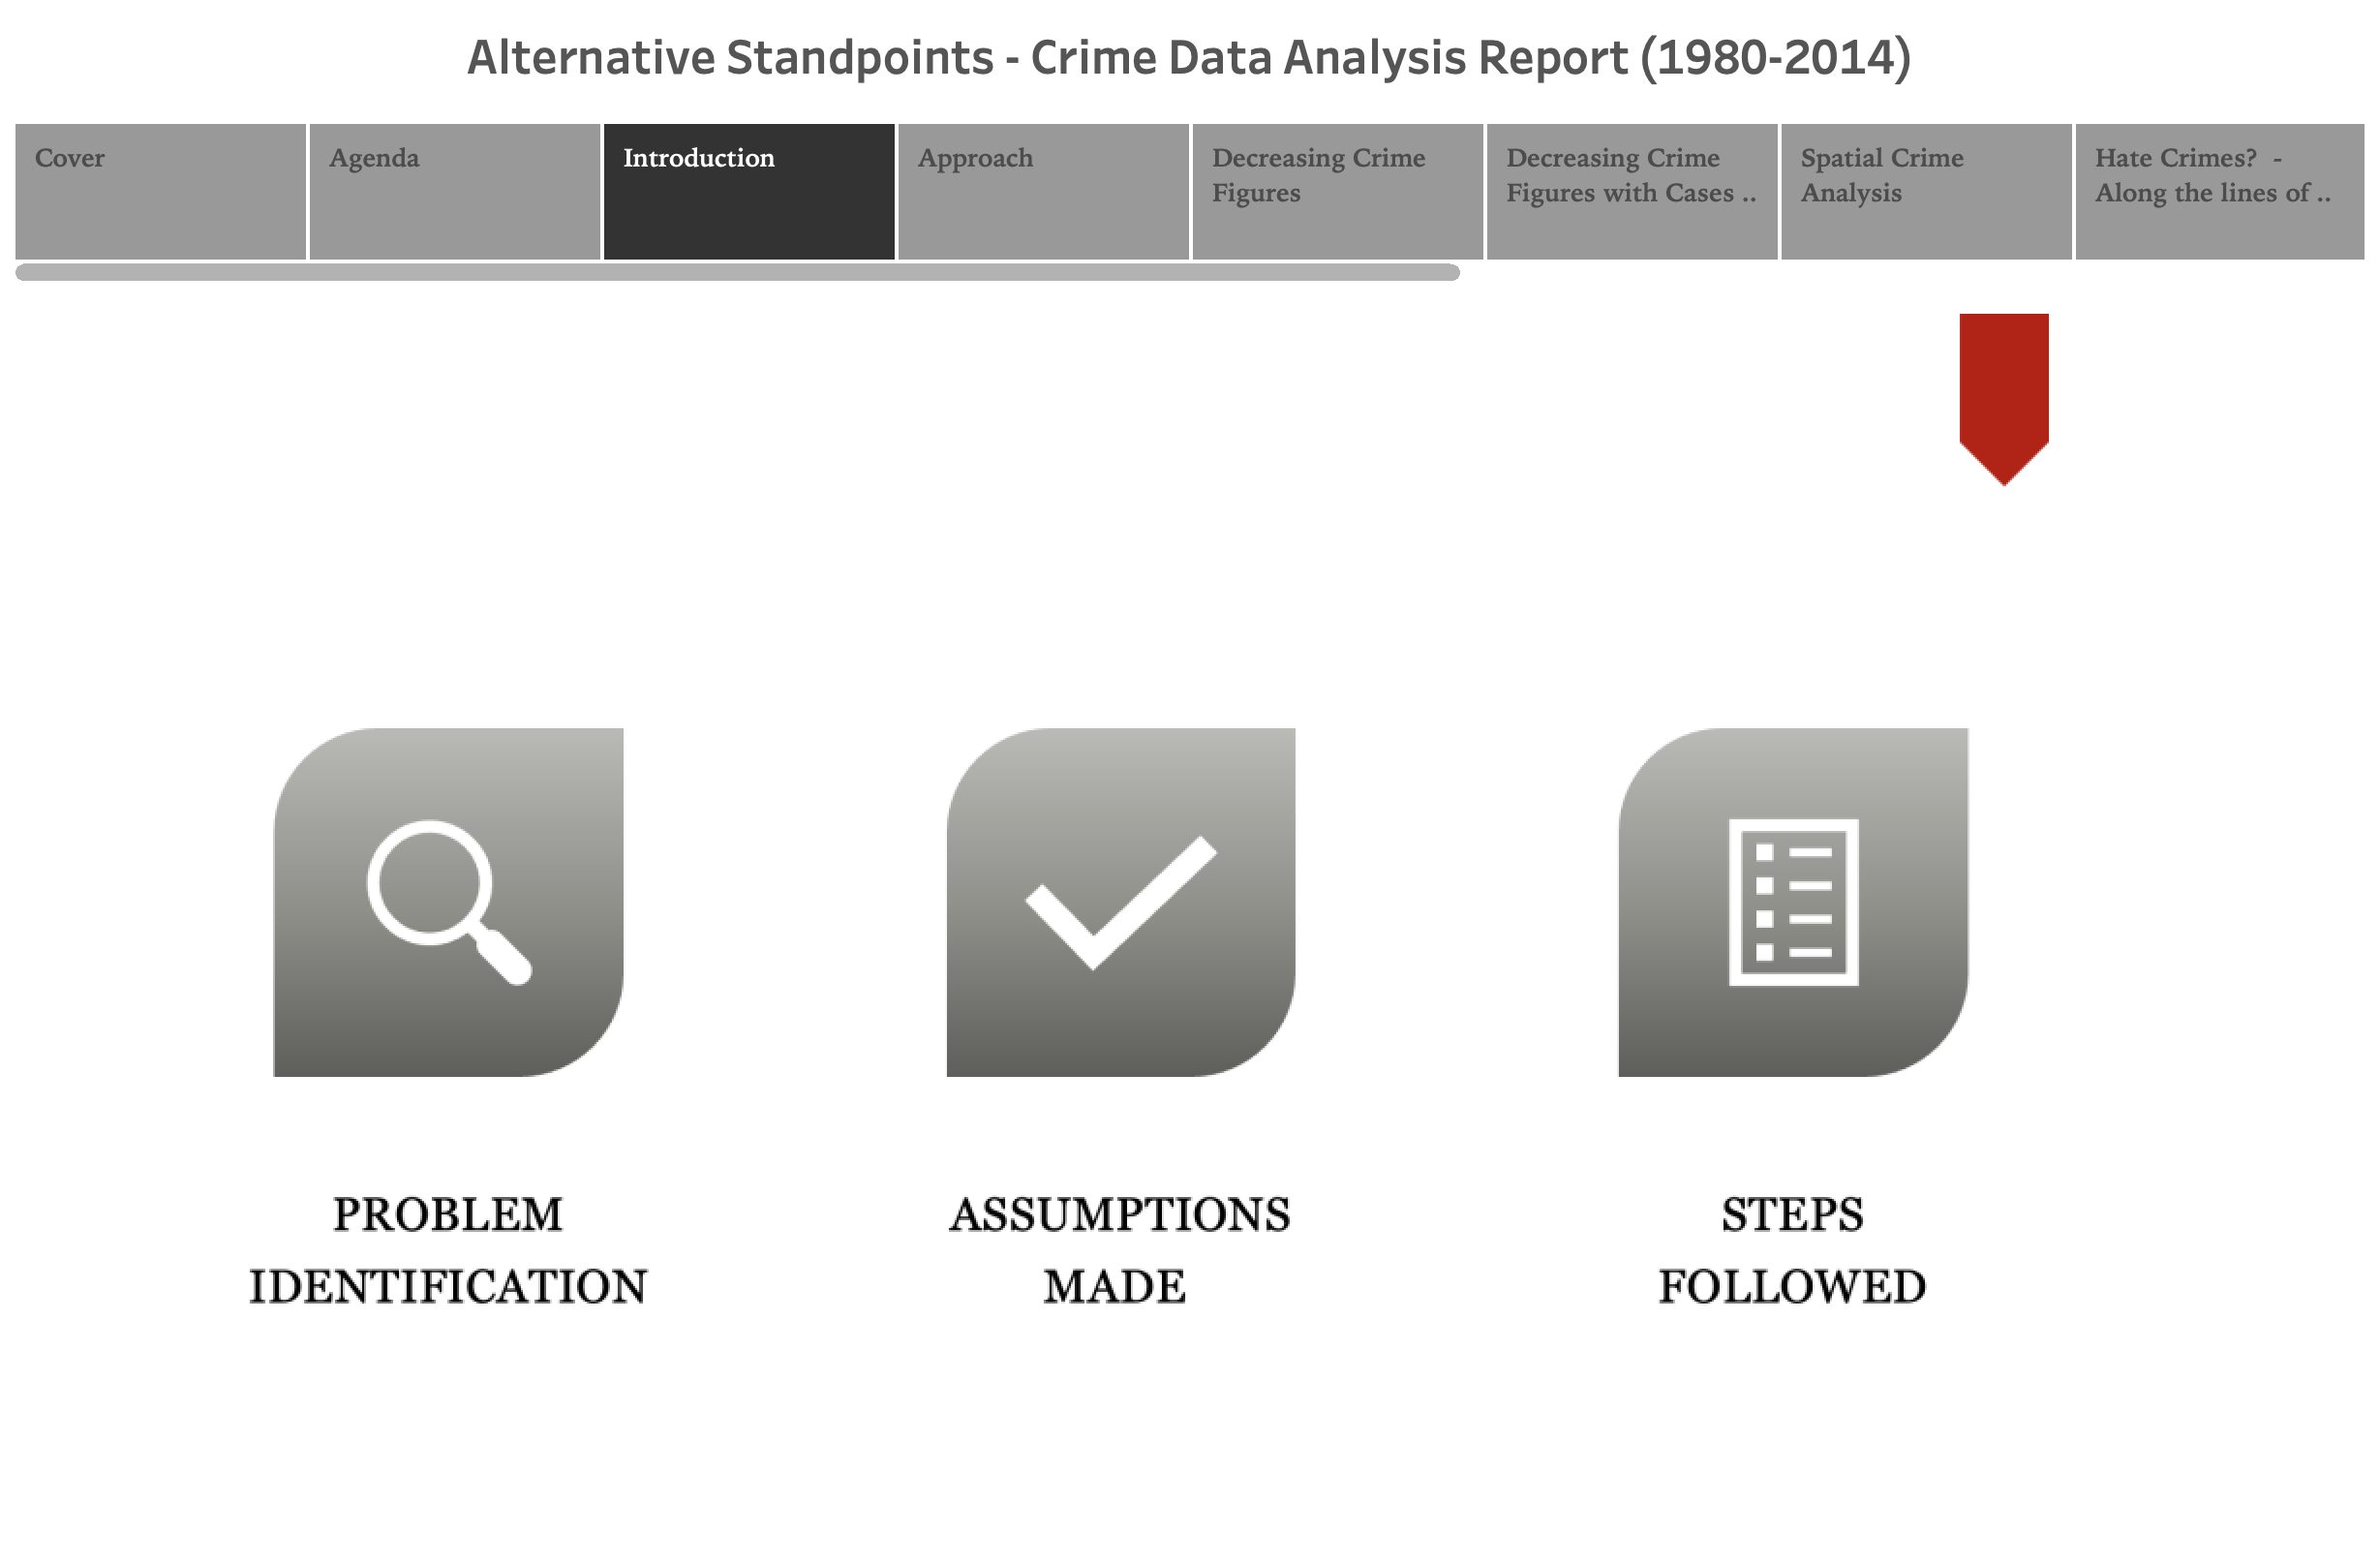 Alternative Standpoints - Crime Data Analysis Report (1980-2014)
Cover
Agenda
Introduction
Approach
Decreasing Crime
Figures
Decreasing Crime
Figures with Cases ..
Spatial Crime
Analysis
Hate Crimes?  -
Along the lines of ..
PROBLEM
IDENTIFICATION
ASSUMPTIONS
MADE
STEPS
FOLLOWED